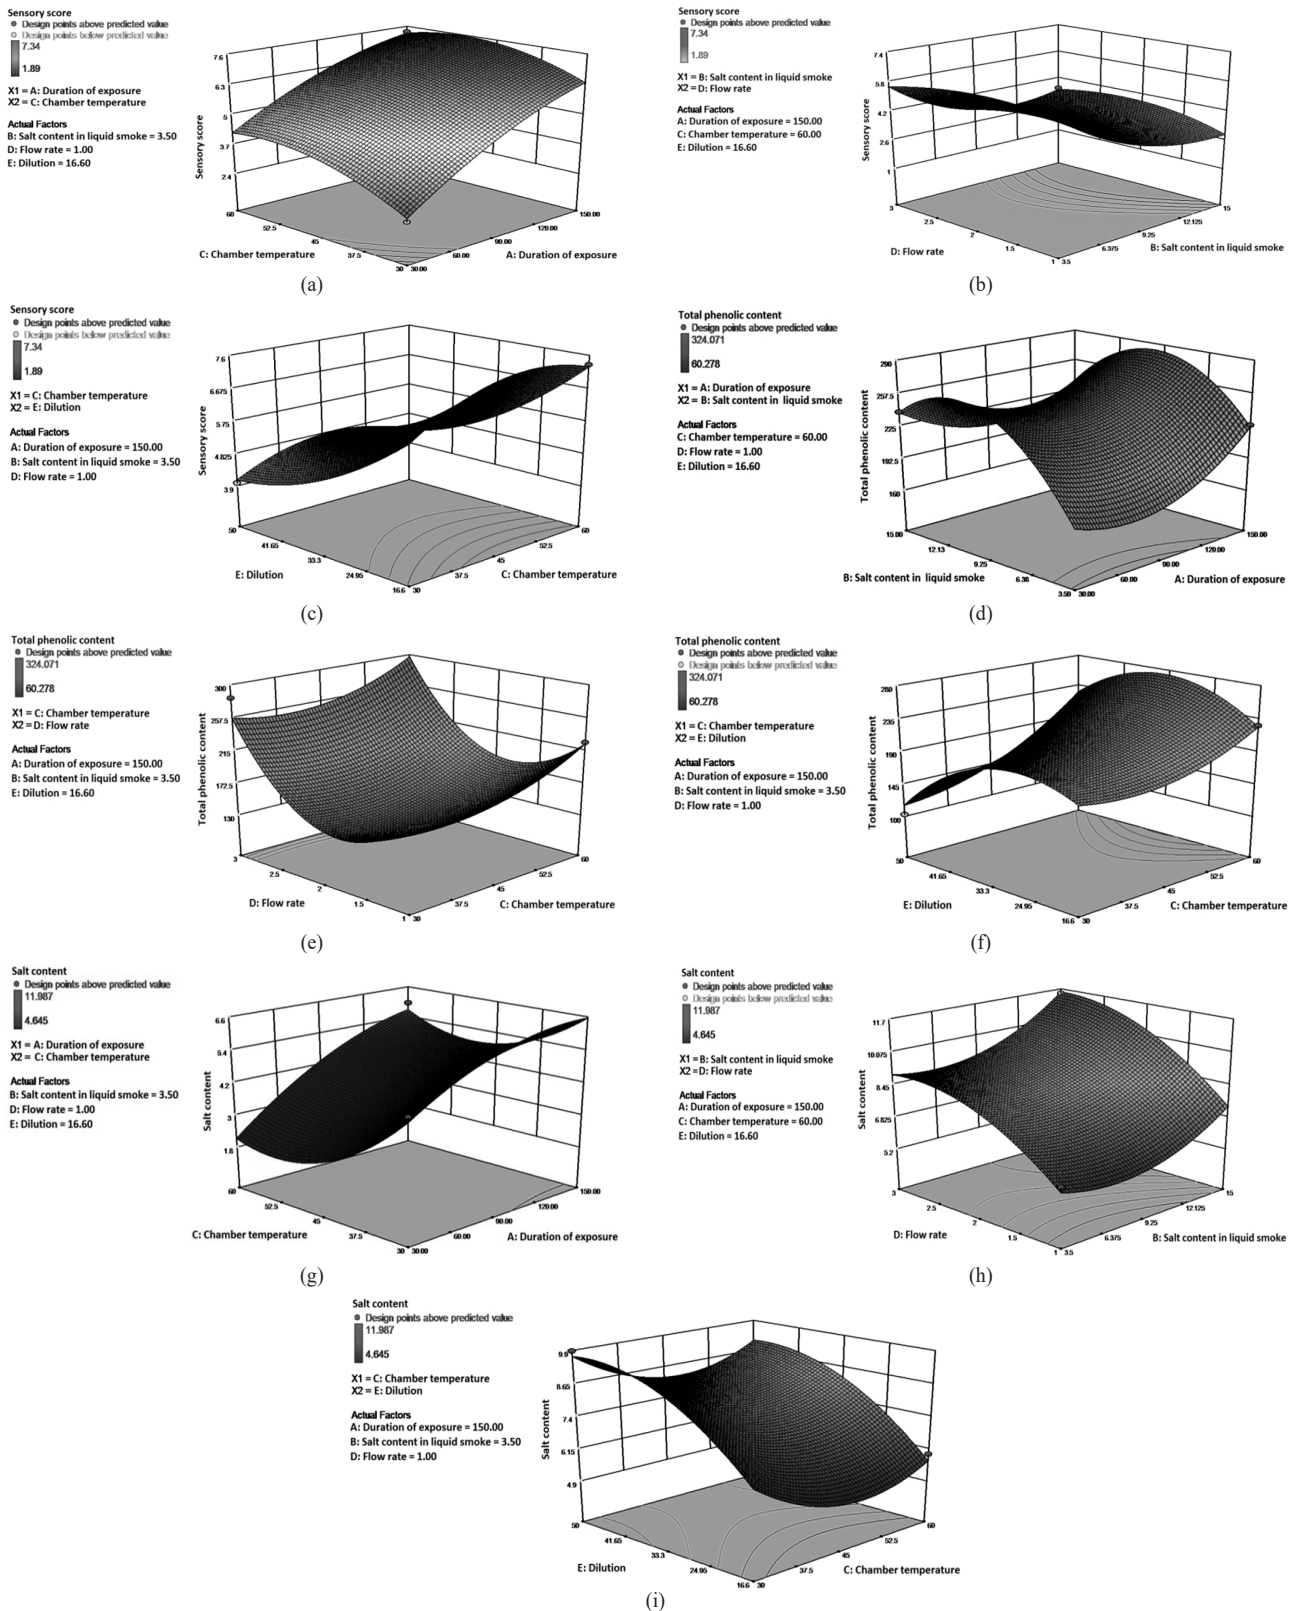 Sensory score
Design points above predicted value
Design points below predicted value
7.34
1.89
X1 = A: Duration of exposure
X2 = C: Chamber temperature
Actual Factors
B: Salt content in liquid smoke = 3.50
D: Flow rate = 1.00
E: Dilution = 16.60
Sensory score
7.6
6.3
5
3.7
2.4
60
52.5
45
37.5
30
30.00
60.00
90.00
120.00
150.00
C: Chamber temperature
A: Duration of exposure
(a)
Sensory score
Design points above predicted value
7.34
1.89
X1 = B: Salt content in liquid smoke
X2 = D: Flow rate
Actual Factors
A: Duration of exposure = 150.00
C: Chamber temperature = 60.00
E: Dilution = 16.60
Sensory score
7.4
5.8
4.2
2.6
1
3
2.5
2
1.5
1
3.5
6.375
9.25
12.125
15
D: Flow rate
B: Salt content in liquid smoke
(b)
Sensory score
Design points above predicted value
Design points below predicted value
7.34
1.89
X1 = C: Chamber temperature
X2 = E: Dilution
Actual Factors
A: Duration of exposure = 150.00
B: Salt content in liquid smoke = 3.50
D: Flow rate = 1.00
Sensory score
7.6
6.675
5.75
4.825
3.9
50
41.65
33.3
24.95
16.6
30
37.5
45
52.5
60
E: Dilution
C: Chamber temperature
(c)
Total phenolic content
Design points above predicted value
324.071
60.278
X1 = A: Duration of exposure
X2 = B: Salt content in liquid smoke
Actual Factors
C: Chamber temperature = 60.00
D: Flow rate = 1.00
E: Dilution = 16.60
Total phenolic content
290
257.5
225
192.5
160
15.00
12.13
9.25
6.38
3.50
30.00
60.00
90.00
120.00
150.00
B: Salt content in liquid smoke
A: Duration of exposure
(d)
Total phenolic content
Design points above predicted value
324.071
60.278
X1 = C: Chamber temperature
X2 = D: Flow rate
Actual Factors
A: Duration of exposure = 150.00
B: Salt content in liquid smoke = 3.50
E: Dilution = 16.60
Total phenolic content
300
257.5
215
172.5
130
3
2.5
2
1.5
1
30
37.5
45
52.5
60
D: Flow rate
C: Chamber temperature
(e)
Total phenolic content
Design points above predicted value
Design points below predicted value
324.071
60.278
X1 = C: Chamber temperature
X2 = E: Dilution
Actual Factors
A: Duration of exposure = 150.00
B: Salt content in liquid smoke = 3.50
D: Flow rate = 1.00
Total phenolic content
280
235
190
145
100
50
41.65
33.3
24.95
16.6
30
37.5
45
52.5
60
E: Dilution
C: Chamber temperature
(f)
Salt content
Design points above predicted value
11.987
4.645
X1 = A: Duration of exposure
X2 = C: Chamber temperature
Actual Factors
B: Salt content in liquid smoke = 3.50
D: Flow rate = 1.00
E: Dilution = 16.60
Salt content
6.6
5.4
4.2
3
1.8
60
52.5
45
37.5
30
30.00
60.00
90.00
120.00
150.00
C: Chamber temperature
A: Duration of exposure
(g)
Salt content
Design points above predicted value
Design points below predicted value
11.987
4.645
X1 = B: Salt content in liquid smoke
X2 = D: Flow rate
Actual Factors
A: Duration of exposure = 150.00
C: Chamber temperature = 60.00
E: Dilution = 16.60
Salt content
11.7
10.075
8.45
6.825
5.2
3
2.5
2
1.5
1
3.5
6.375
9.25
12.125
15
D: Flow rate
B: Salt content in liquid smoke
(h)
Salt content
Design points above predicted value
11.987
4.645
X1 = C: Chamber temperature
X2 = E: Dilution
Actual Factors
A: Duration of exposure = 150.00
B: Salt content in liquid smoke = 3.50
D: Flow rate = 1.00
Salt content
9.9
8.65
7.4
6.15
4.9
50
41.65
33.3
24.95
16.6
30
37.5
45
52.5
60
E: Dilution
C: Chamber temperature
(i)